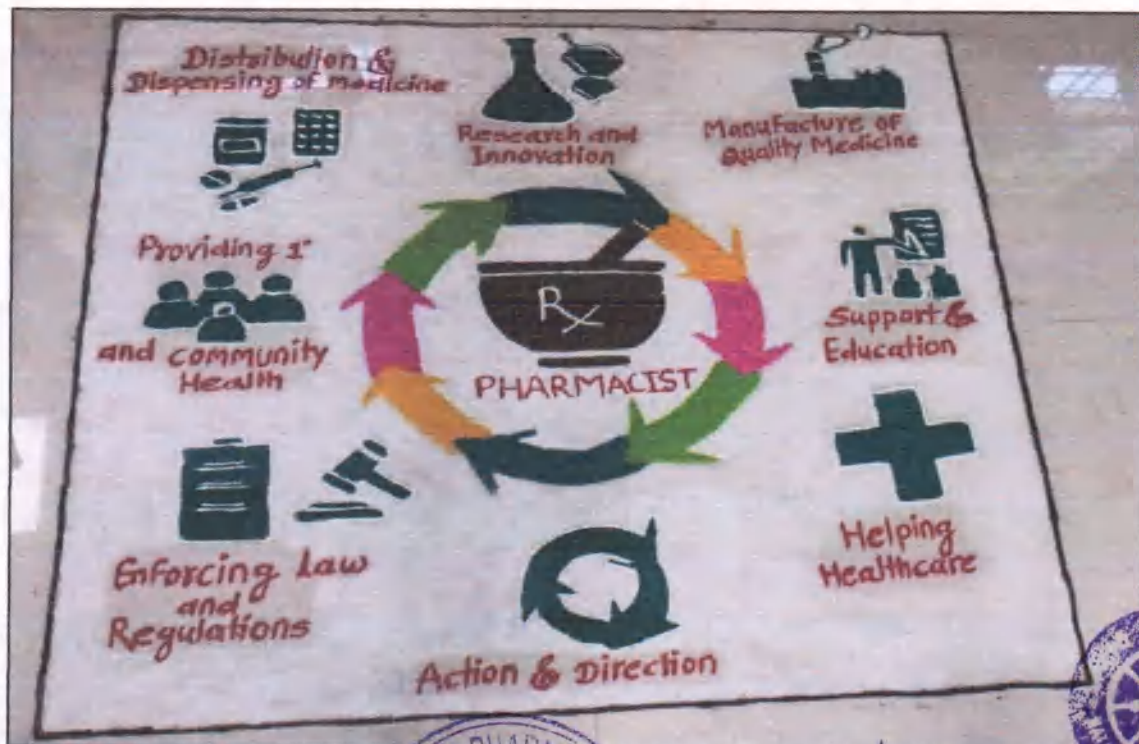 Distribution &
Dispensing of medicine
Research and
Innovation
Manufacture of
Quality Medicine
Providing 1°
and community
Health
Support &
Education
Rx
PHARMACIST
Enforcing Law
and
Regulations
Helping
Healthcare
Action & Direction